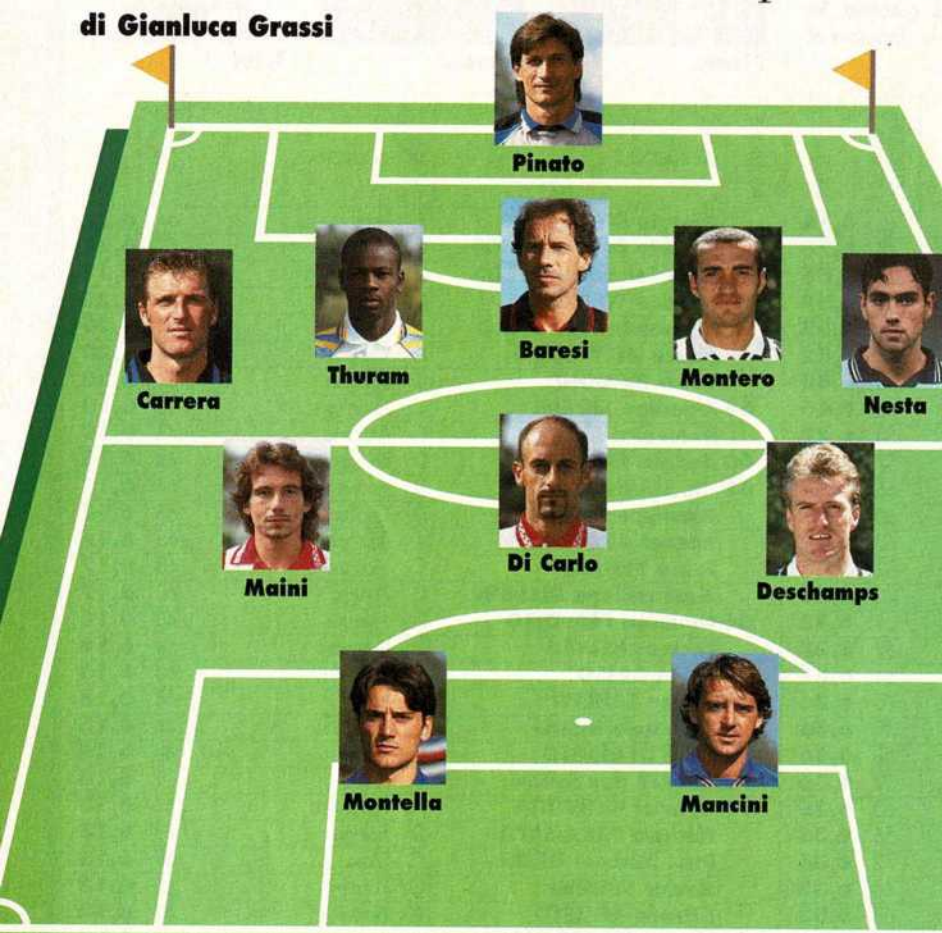 di Gianluca Grassi
Pinato
Carrera
Thuram
Baresi
Montero
Nesta
Maini
Di Carlo
Deschamps
Montella
Mancini